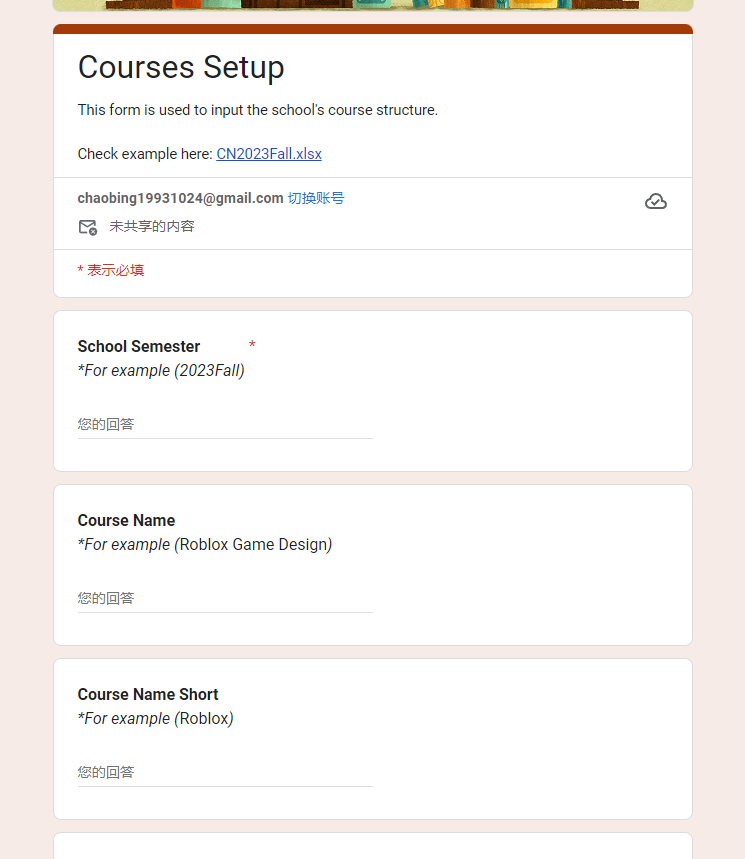 Courses Setup
This form is used to input the school's course structure.
Check example here: CN2023Fall.xlsx
chaobing19931024@gmail.com 切换账号
未共享的内容
* 表示必填
School Semester *
*For example (2023Fall)
您的回答
Course Name
*For example (Roblox Game Design)
您的回答
Course Name Short
*For example (Roblox)
您的回答